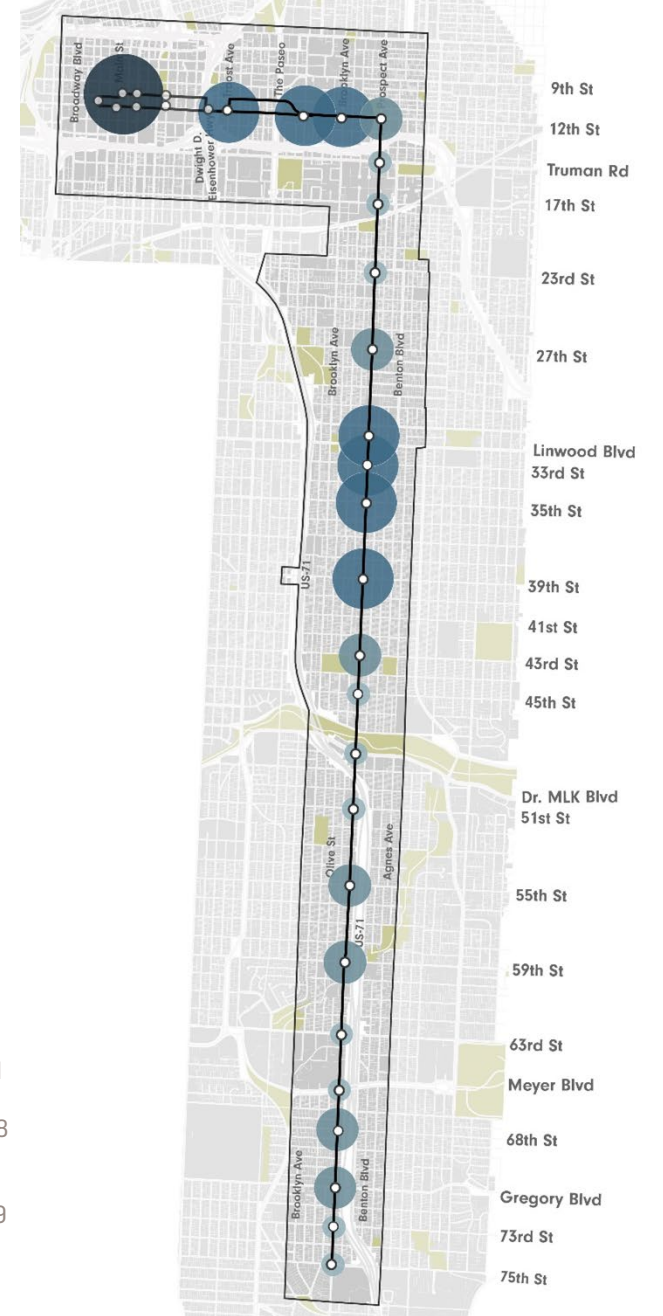 Broadway Blvd
Main St
Dwight D.
Eisenhower Hwy
Troost Ave
The Paseo
Brooklyn Ave
Prospect Ave
9th St
12th St
Truman Rd
17th St
23rd St
27th St
Brooklyn Ave
Benton Blvd
Linwood Blvd
33rd St
35th St
39th St
US-71
41st St
43rd St
45th St
Dr. MLK Blvd
51st St
Olive St
Agnes Ave
55th St
US-71
59th St
63rd St
Meyer Blvd
68th St
Brooklyn Ave
Benton Blvd
Gregory Blvd
73rd St
75th St